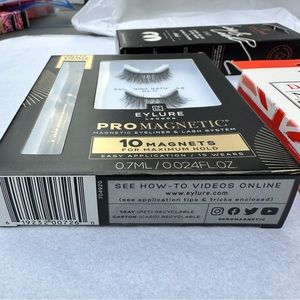 EYLURE
LONDON
PROMAGNETIC
MAGNETIC EYELINER & LASH SYSTEM
10 MAGNETS
FOR MAXIMUM HOLD
EASY APPLICATION / 15 WEARS
0.7ML/0.024FL.OZ
SEE HOW-TO VIDEOS ONLINE
www.eylure.com
(see application tips & tricks enclosed)
TRAY (PET) RECYCLABLE
CARTON (CARD) RECYCLABLE
@PROMAGNETIC